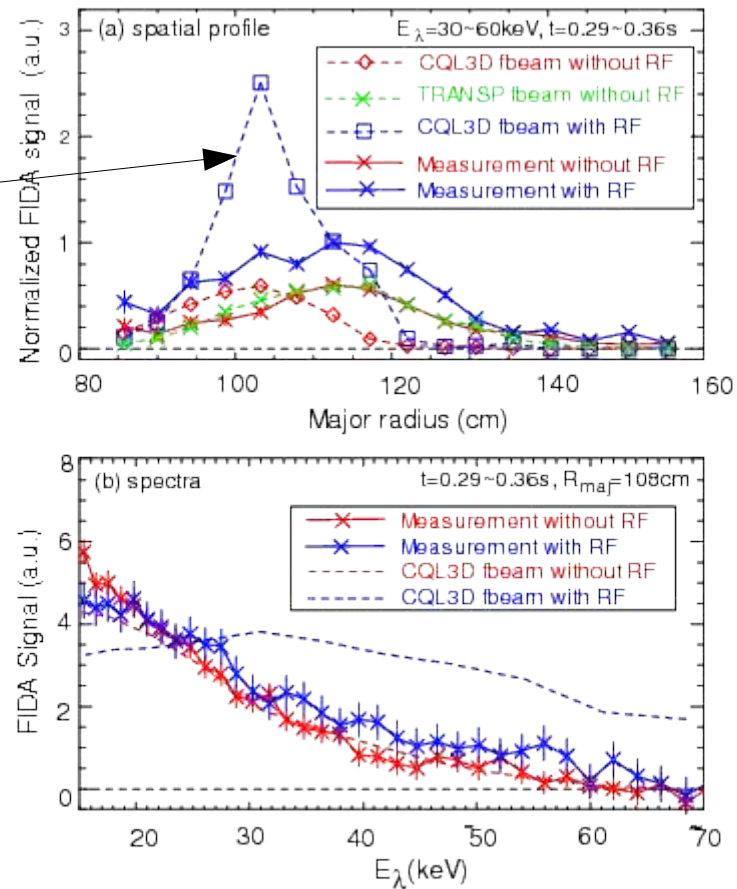 (a) spatial profile
E_λ=30~60keV, t=0.29~0.36s
CQL3D fbeam without RF
TRANSP fbeam without RF
CQL3D fbeam with RF
Measurement without RF
Measurement with RF
Normalized FIDA signal (a.u.)
3
2
1
0
80 100 120 140 160
Major radius (cm)
(b) spectra
t=0.29~0.36s, R_maj=108cm
Measurement without RF
Measurement with RF
CQL3D fbeam without RF
CQL3D fbeam with RF
FIDA Signal (a.u.)
8
6
4
2
0
20 30 40 50 60 70
E_λ(keV)